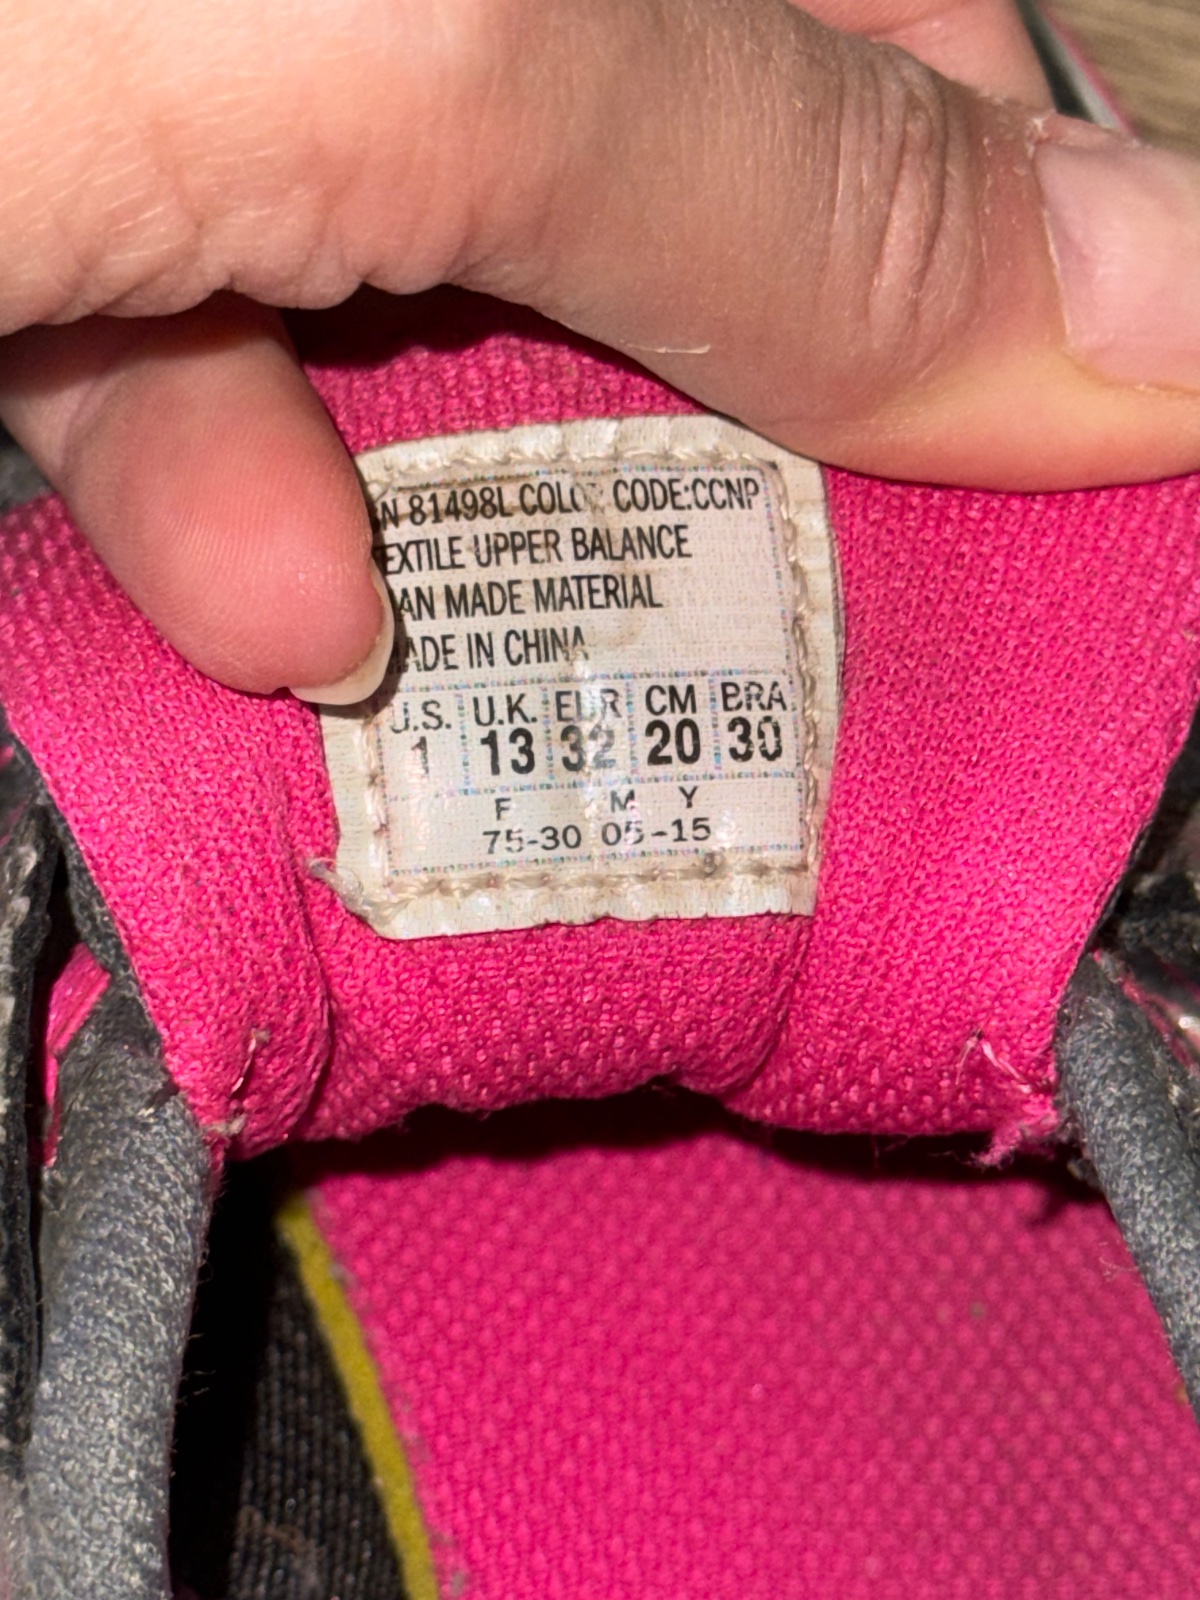 N 81498L COLOR CODE:CCNP
EXTILE UPPER BALANCE
AN MADE MATERIAL
ADE IN CHINA
U.S. U.K. EUR CM BRA
1 13 32 20 30
F M Y
75-30 05-15